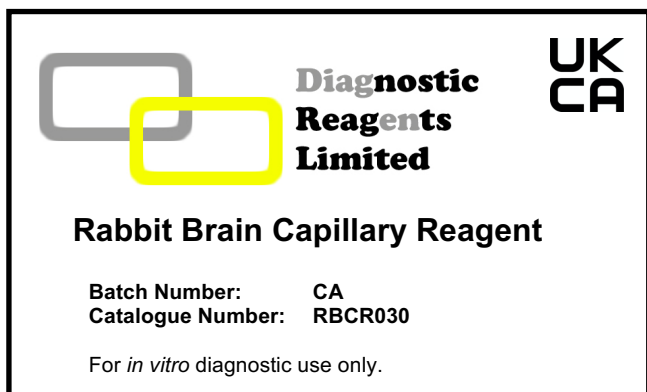 Diagnostic
Reagents
Limited
UK
CA
Rabbit Brain Capillary Reagent
Batch Number: CA
Catalogue Number: RBCR030
For in vitro diagnostic use only.